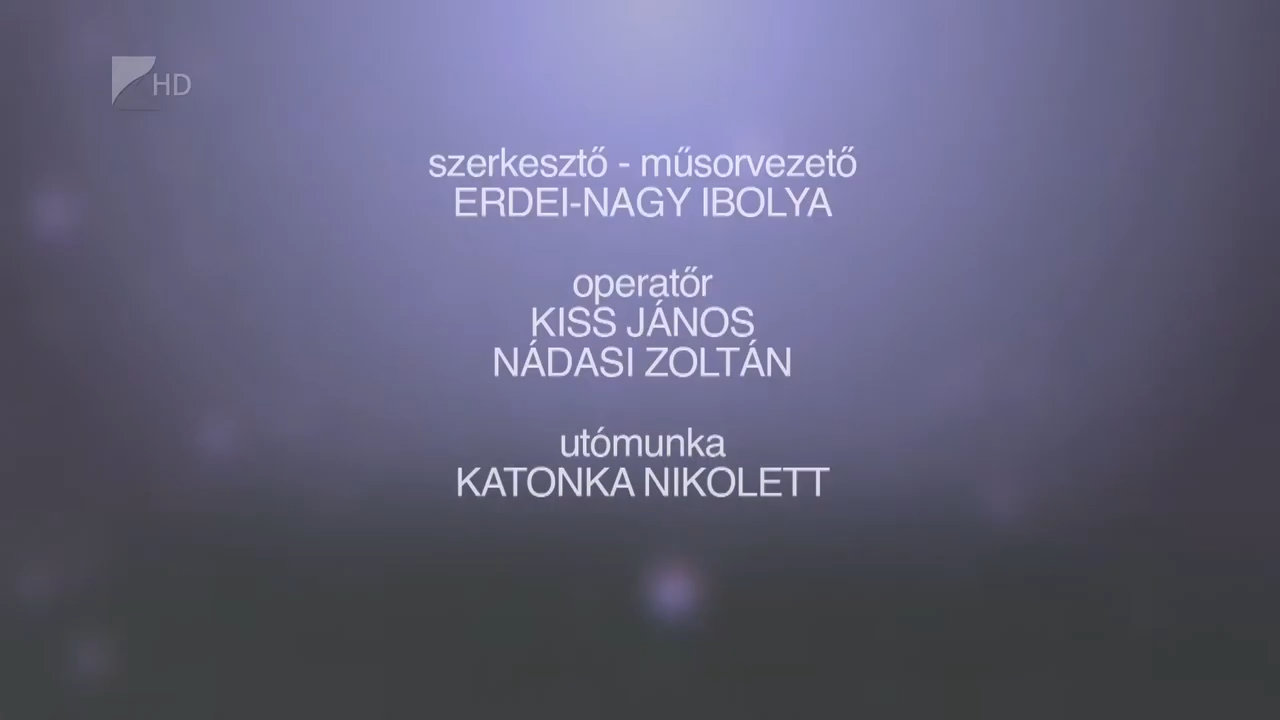 HD
szerkesztő - műsorvezető
ERDEI-NAGY IBOLYA
operatőr
KISS JÁNOS
NÁDASI ZOLTÁN
utómunka
KATONKA NIKOLETT